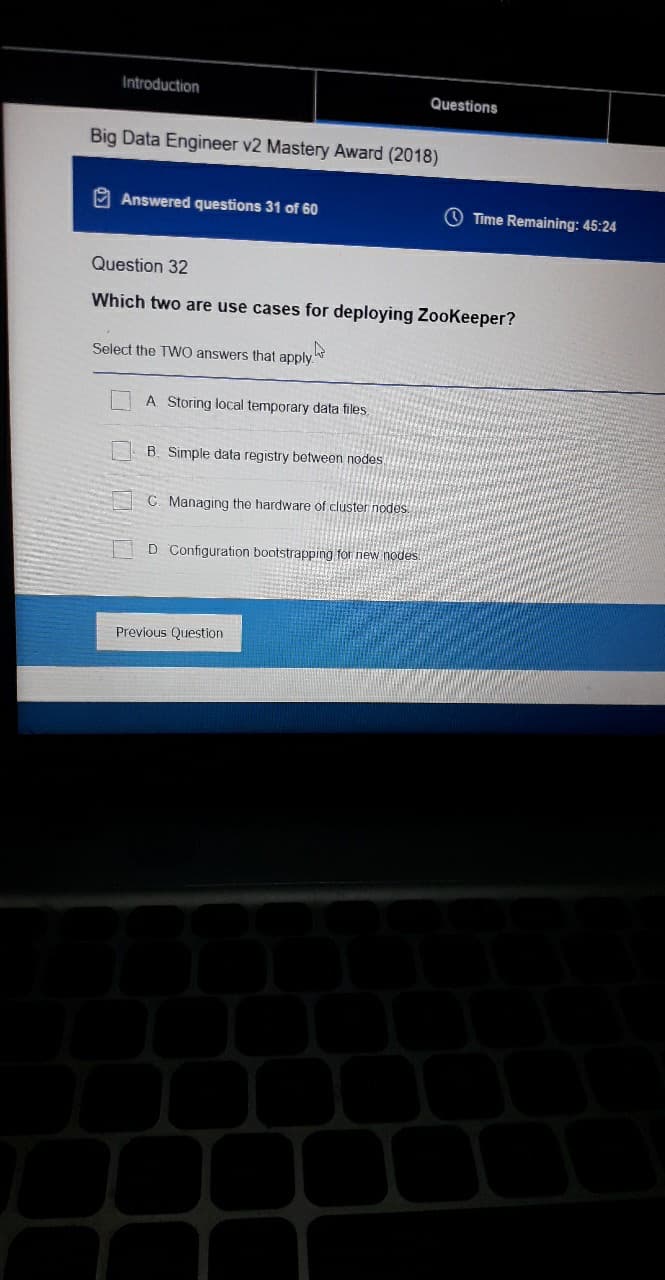 Introduction
Questions
Big Data Engineer v2 Mastery Award (2018)
Answered questions 31 of 60
Time Remaining: 45:24
Question 32
Which two are use cases for deploying ZooKeeper?
Select the TWO answers that apply.
A. Storing local temporary data files.
B. Simple data registry between nodes.
C. Managing the hardware of cluster nodes.
D. Configuration bootstrapping for new nodes.
Previous Question